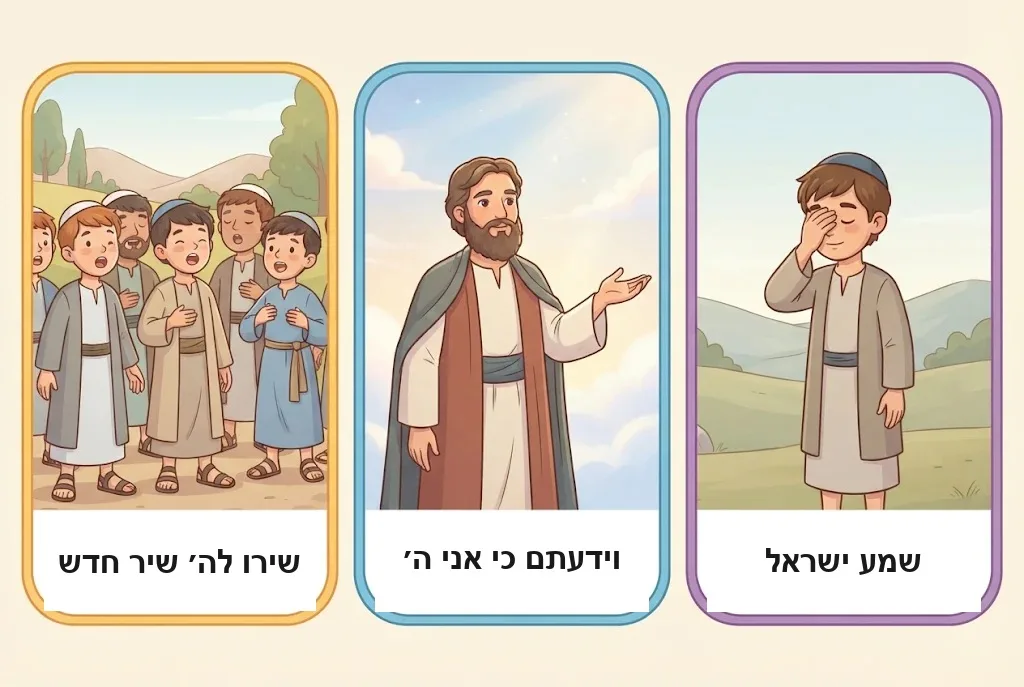 שמע ישראל
וידעתם כי אני ה׳
שירו לה׳ שיר חדש